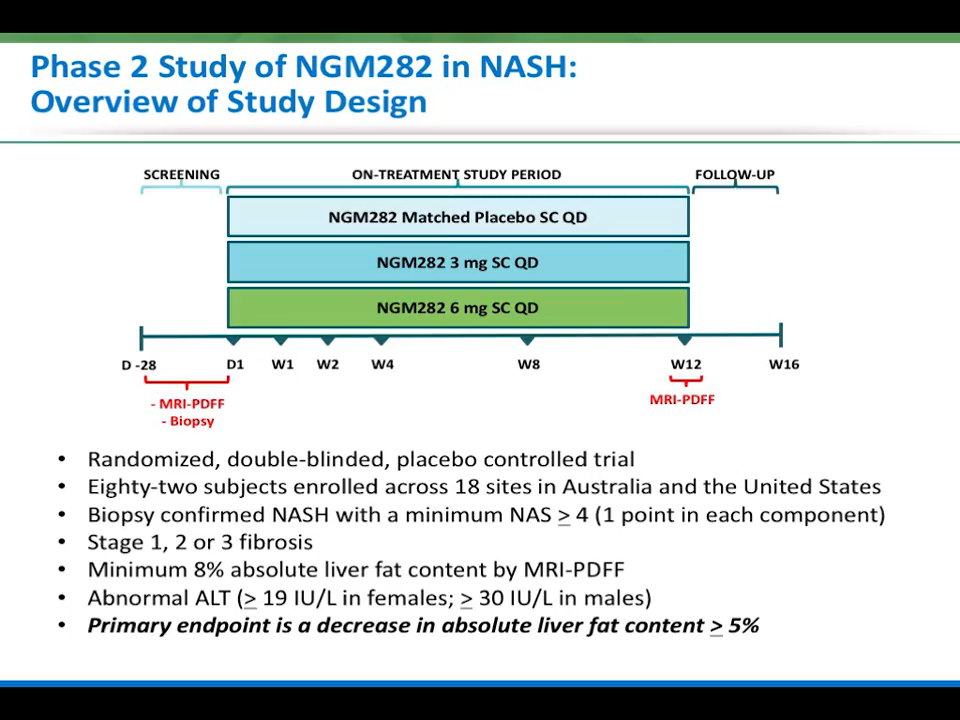 Phase 2 Study of NGM282 in NASH:
Overview of Study Design
SCREENING
ON-TREATMENT STUDY PERIOD
FOLLOW-UP
NGM282 Matched Placebo SC QD
NGM282 3 mg SC QD
NGM282 6 mg SC QD
D -28
D1
W1
W2
W4
W8
W12
W16
- MRI-PDFF
- Biopsy
MRI-PDFF
• Randomized, double-blinded, placebo controlled trial
• Eighty-two subjects enrolled across 18 sites in Australia and the United States
• Biopsy confirmed NASH with a minimum NAS ≥ 4 (1 point in each component)
• Stage 1, 2 or 3 fibrosis
• Minimum 8% absolute liver fat content by MRI-PDFF
• Abnormal ALT (≥ 19 IU/L in females; ≥ 30 IU/L in males)
• Primary endpoint is a decrease in absolute liver fat content ≥ 5%